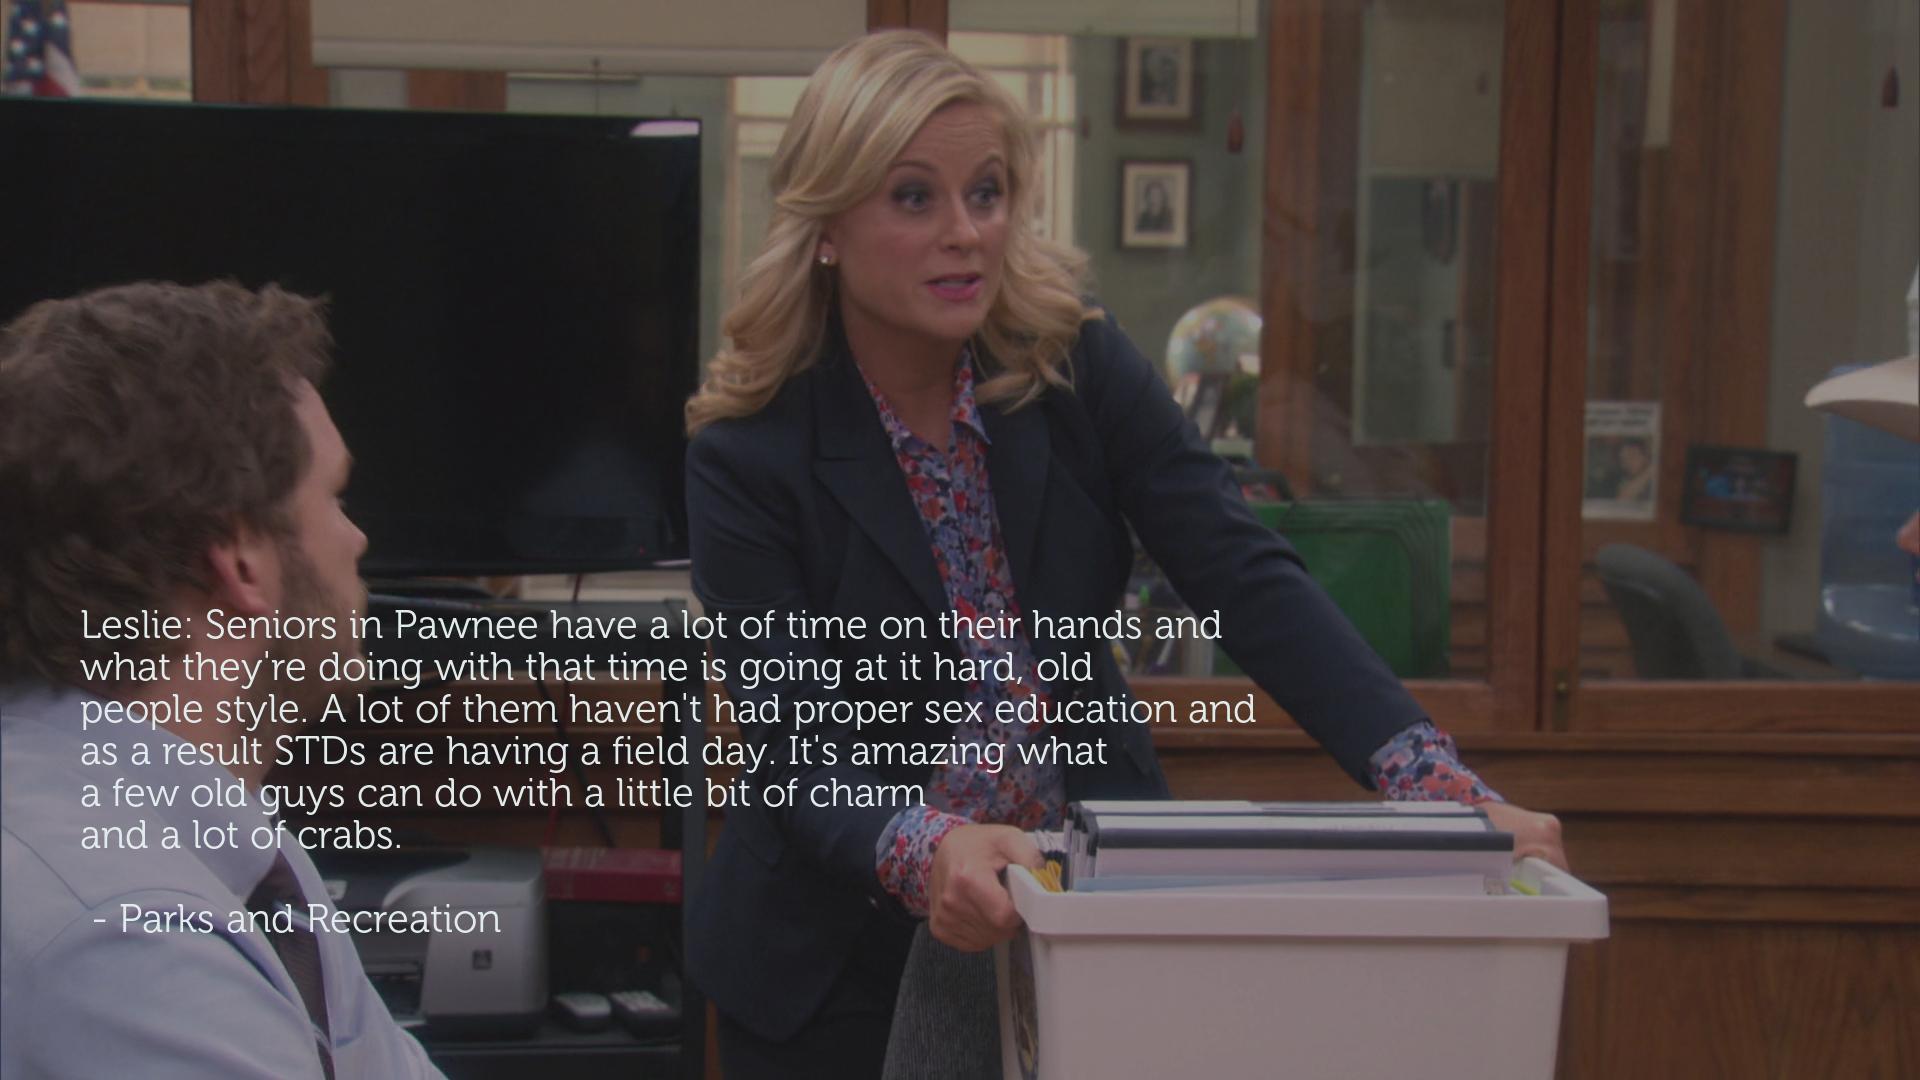 Leslie: Seniors in Pawnee have a lot of time on their hands and
what they're doing with that time is going at it hard, old
people style. A lot of them haven't had proper sex education and
as a result STDs are having a field day. It's amazing what
a few old guys can do with a little bit of charm
and a lot of crabs.
- Parks and Recreation